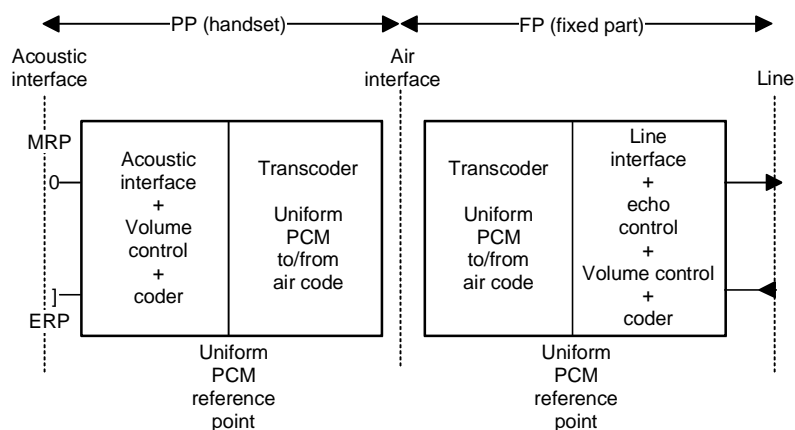 PP (handset)
FP (fixed part)
Acoustic
interface
Air
interface
Line
MRP
0
]
ERP
Acoustic
interface
+
Volume
control
+
coder
Transcoder
Uniform
PCM
to/from
air code
Transcoder
Uniform
PCM
to/from
air code
Line
interface
+
echo
control
+
Volume control
+
coder
Uniform
PCM
reference
point
Uniform
PCM
reference
point